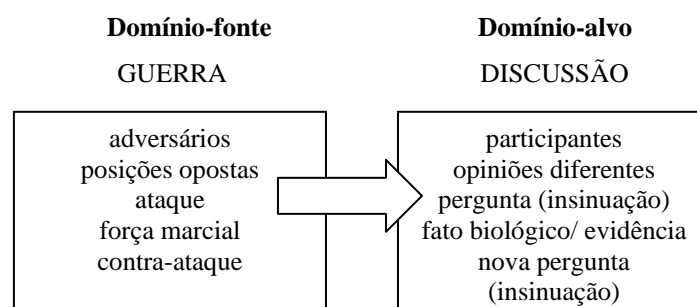 Domínio-fonte
GUERRA
adversários
posições opostas
ataque
força marcial
contra-ataque
Domínio-alvo
DISCUSSÃO
participantes
opiniões diferentes
pergunta (insinuação)
fato biológico/ evidência
nova pergunta
(insinuação)